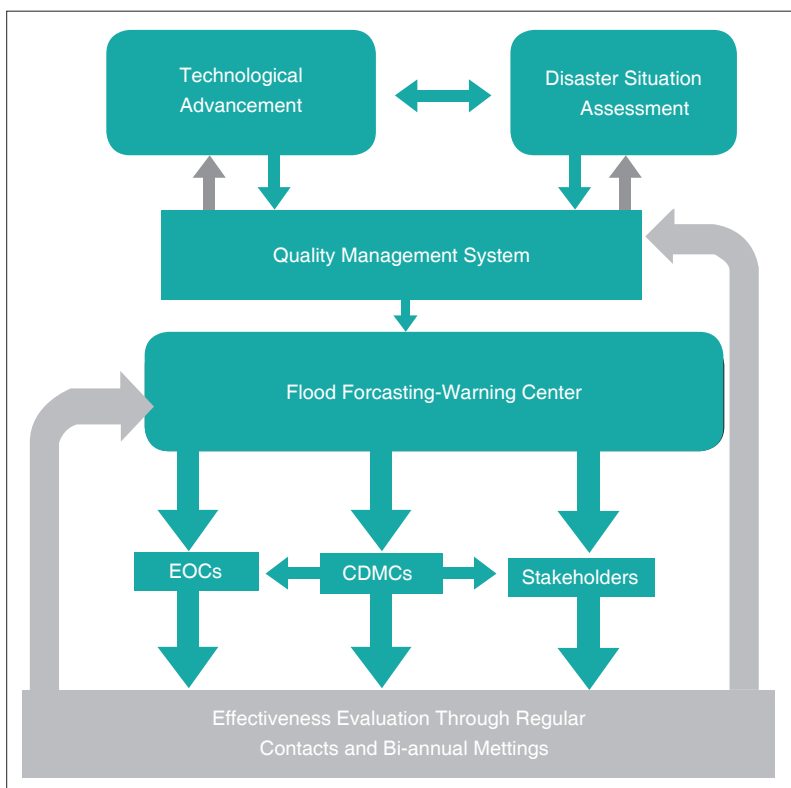 Technological
Advancement
Disaster Situation
Assessment
Quality Management System
Flood Forcasting-Warning Center
EOCs
CDMCs
Stakeholders
Effectiveness Evaluation Through Regular
Contacts and Bi-annual Mettings